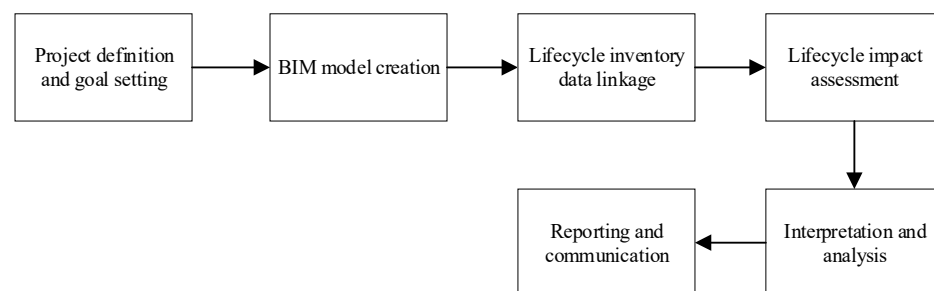 Project definition
and goal setting
BIM model creation
Lifecycle inventory
data linkage
Lifecycle impact
assessment
Interpretation and
analysis
Reporting and
communication